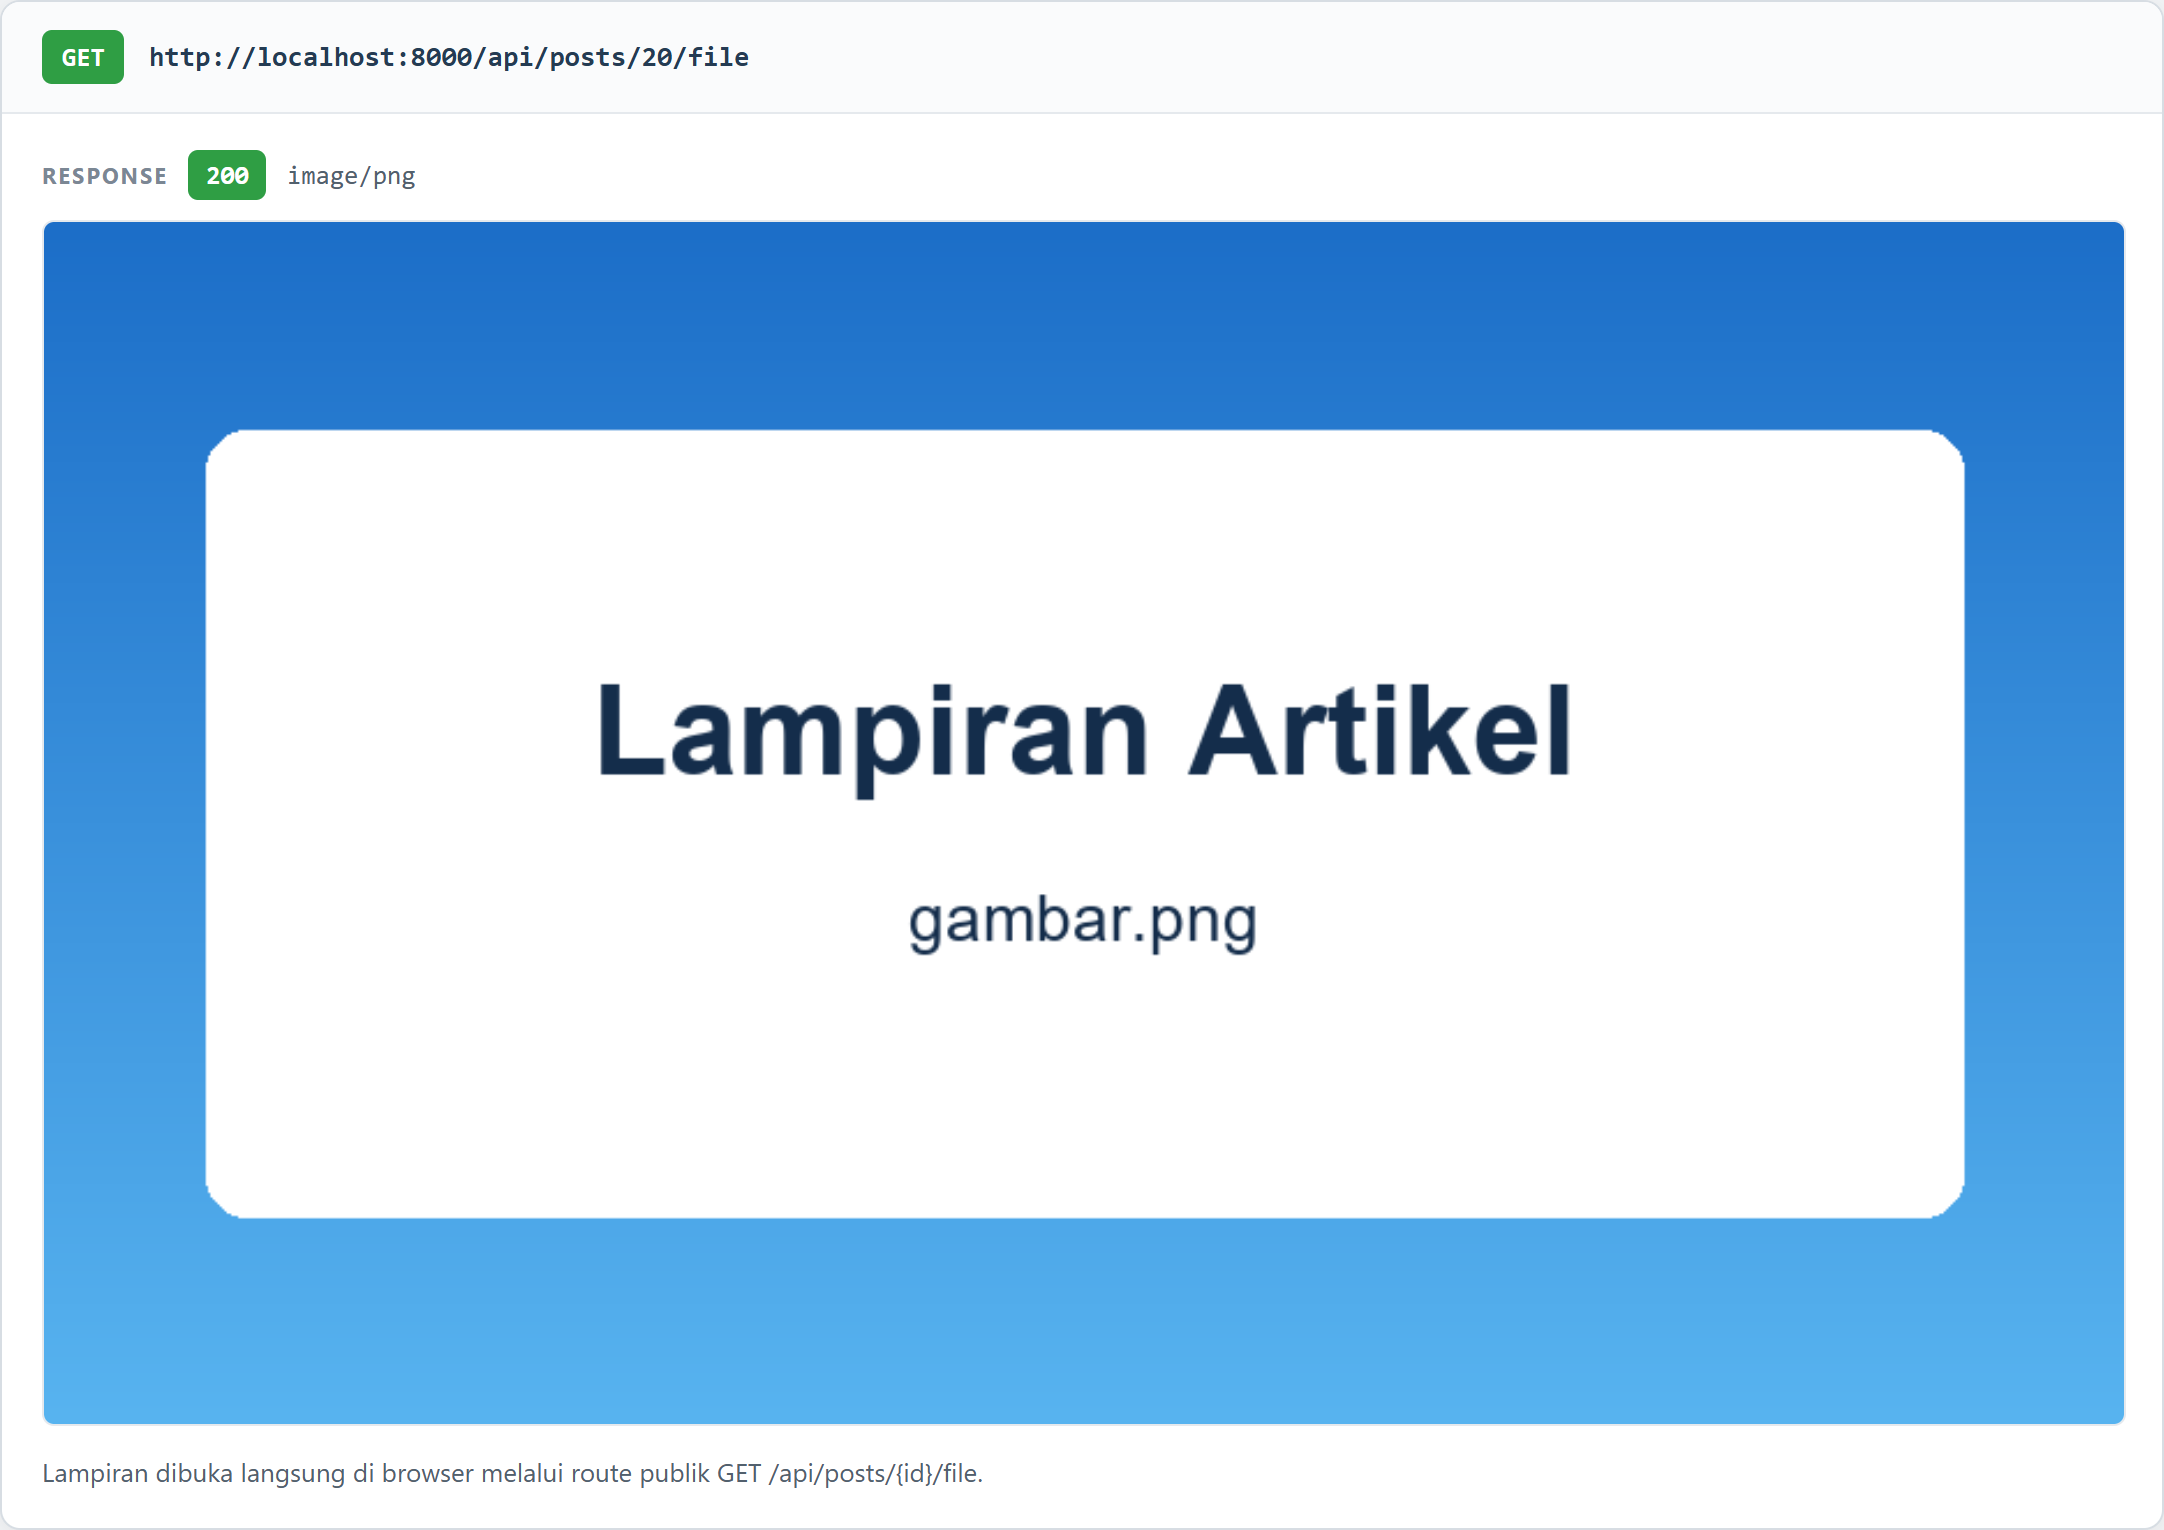 GET http://localhost:8000/api/posts/20/file
RESPONSE 200 image/png
Lampiran Artikel
gambar.png
Lampiran dibuka langsung di browser melalui route publik GET /api/posts/{id}/file.